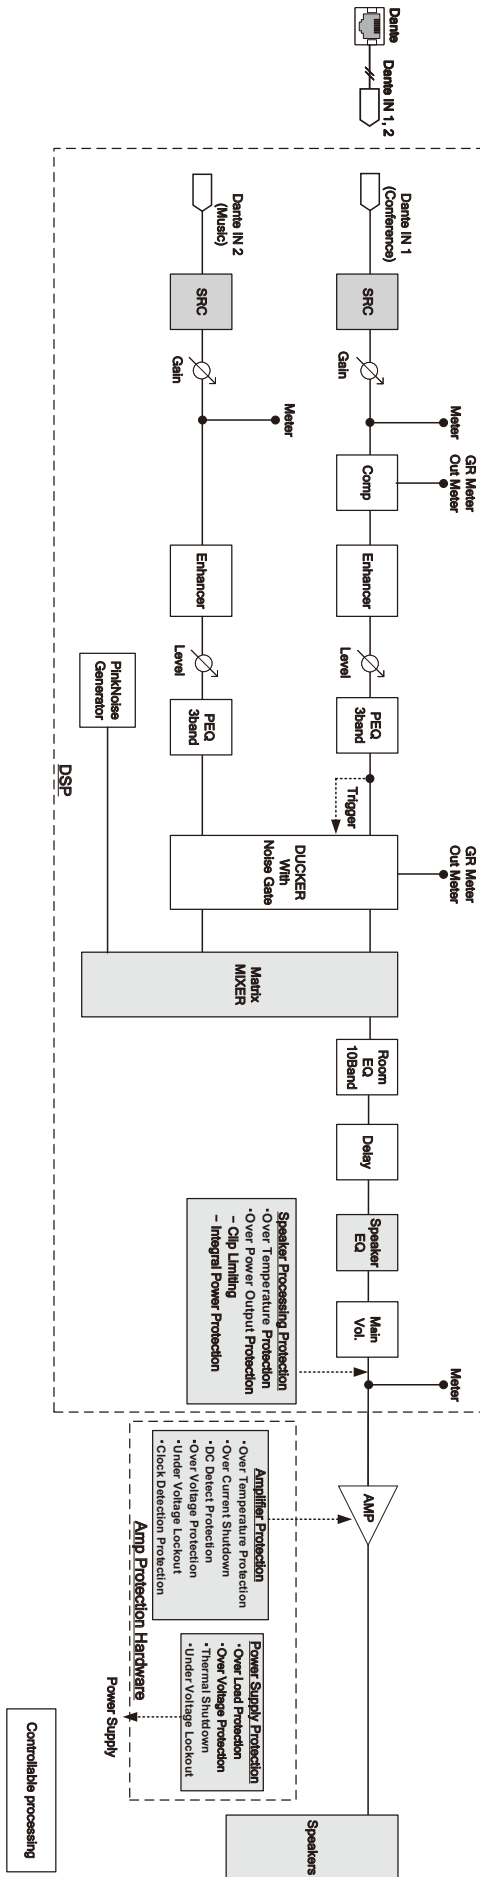 Dante
Dante IN 1, 2
Dante IN 1
(Conference)
SRC
Gain
Meter
Comp
GR Meter
Out Meter
Enhancer
Level
PEQ
3band
Trigger
GR Meter
Out Meter
Dante IN 2
(Music)
SRC
Gain
Meter
Enhancer
Level
PEQ
3band
PinkNoise
Generator
DSP
DUCKER
With
Noise Gate
Matrix
MIXER
Room
EQ
10Band
Delay
Speaker
EQ
Main
Vol.
Meter
Speaker Processing Protection
•Over Temperature Protection
•Over Power Output Protection
– Clip Limiting
– Integral Power Protection
AMP
Amplifier Protection
•Over Temperature Protection
•Over Current Shutdown
•DC Detect Protection
•Over Voltage Protection
•Under Voltage Lockout
•Clock Detection Protection
Power Supply Protection
•Over Load Protection
•Over Voltage Protection
•Thermal Shutdown
•Under Voltage Lockout
Amp Protection Hardware
Power Supply
Speakers
Controllable processing